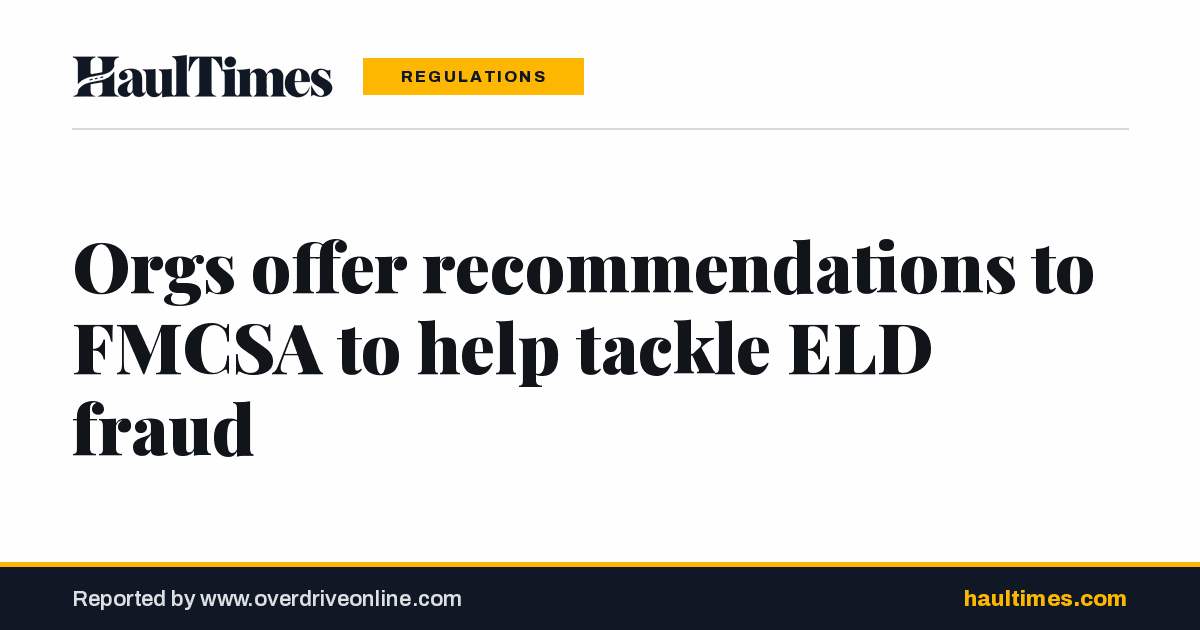 HaulTimes
REGULATIONS
Orgs offer recommendations to
FMCSA to help tackle ELD
fraud
Reported by www.overdriveonline.com
haultimes.com